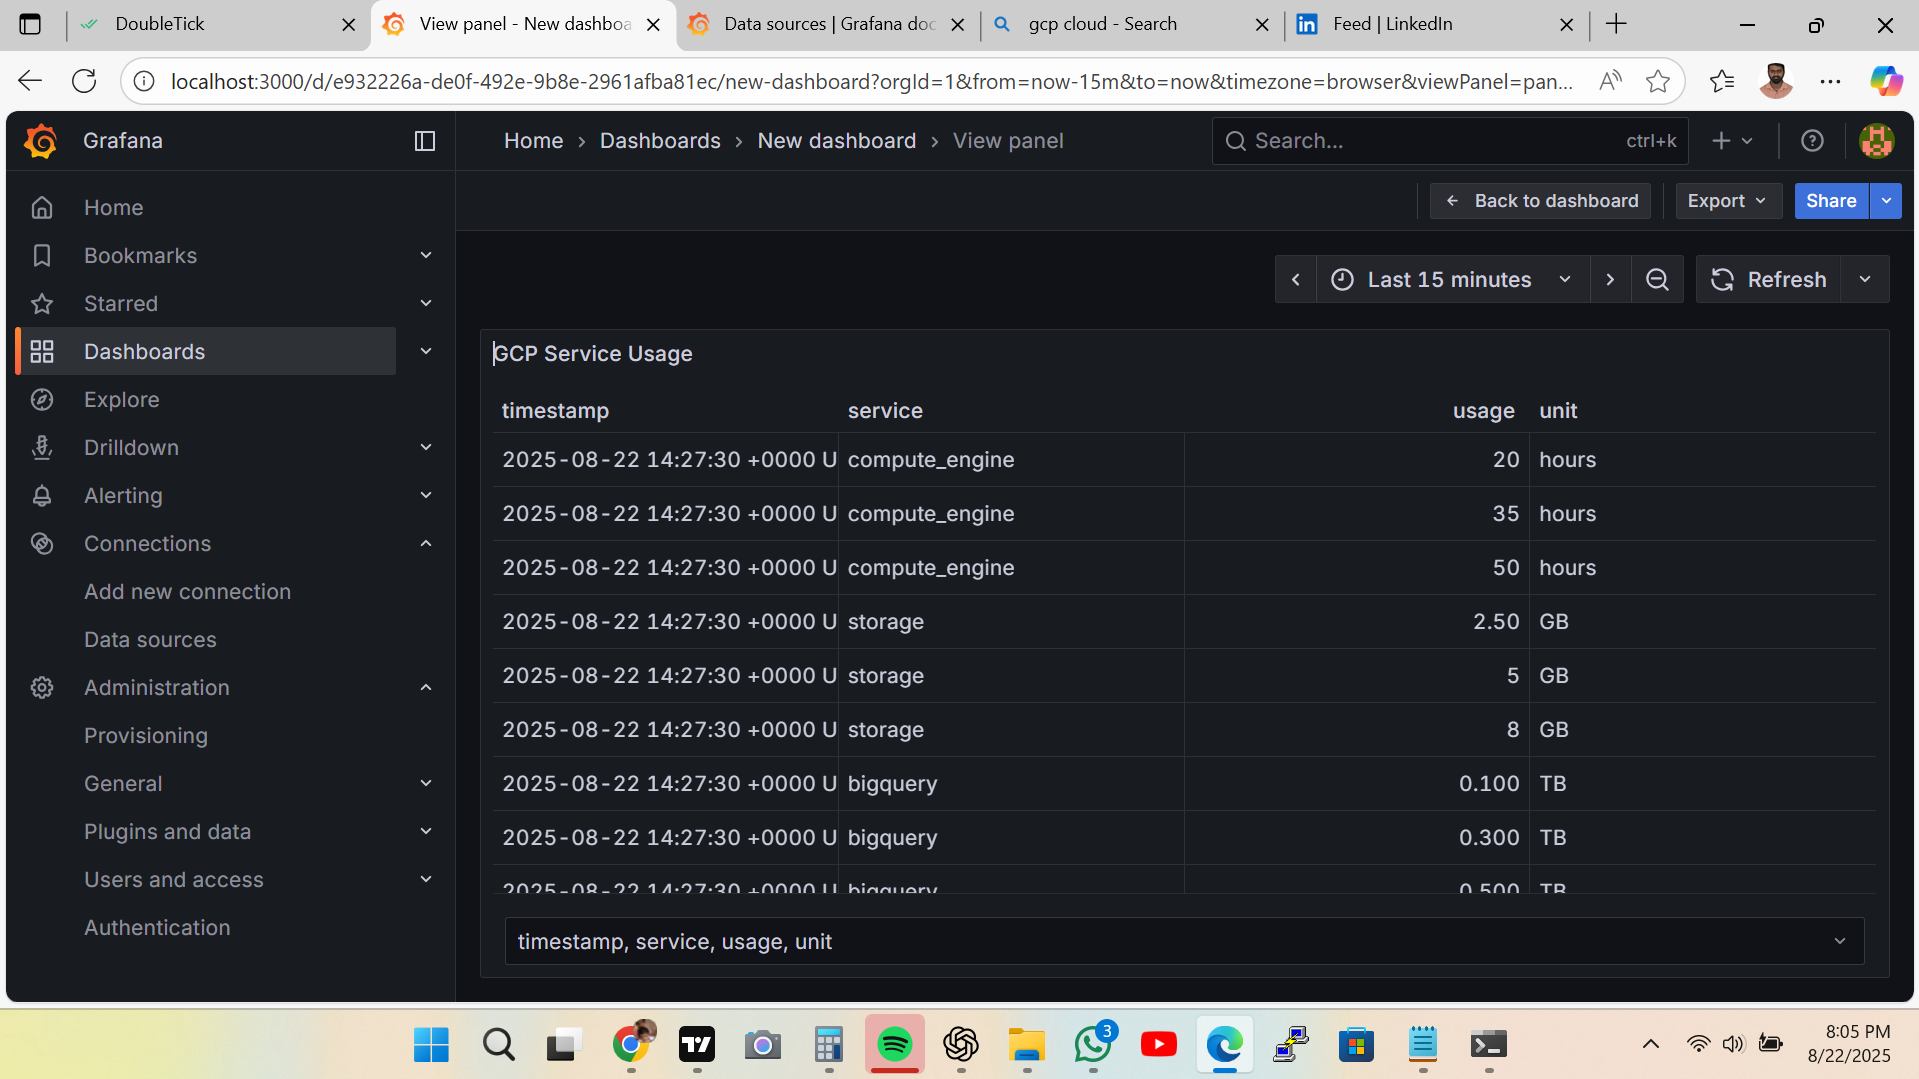 DoubleTick
View panel - New dashboa
Data sources | Grafana doc
gcp cloud - Search
Feed | LinkedIn
localhost:3000/d/e932226a-de0f-492e-9b8e-2961afba81ec/new-dashboard?orgId=1&from=now-15m&to=now&timezone=browser&viewPanel=pan...
Grafana
Home › Dashboards › New dashboard › View panel
Search... ctrl+k
Back to dashboard
Export
Share
Home
Bookmarks
Starred
Dashboards
Explore
Drilldown
Alerting
Connections
Add new connection
Data sources
Administration
Provisioning
General
Plugins and data
Users and access
Authentication
Last 15 minutes
Refresh
GCP Service Usage
timestamp service usage unit
2025-08-22 14:27:30 +0000 U compute_engine 20 hours
2025-08-22 14:27:30 +0000 U compute_engine 35 hours
2025-08-22 14:27:30 +0000 U compute_engine 50 hours
2025-08-22 14:27:30 +0000 U storage 2.50 GB
2025-08-22 14:27:30 +0000 U storage 5 GB
2025-08-22 14:27:30 +0000 U storage 8 GB
2025-08-22 14:27:30 +0000 U bigquery 0.100 TB
2025-08-22 14:27:30 +0000 U bigquery 0.300 TB
2025-08-22 14:27:30 +0000 U bigquery 0.500 TB
timestamp, service, usage, unit
3
8:05 PM
8/22/2025